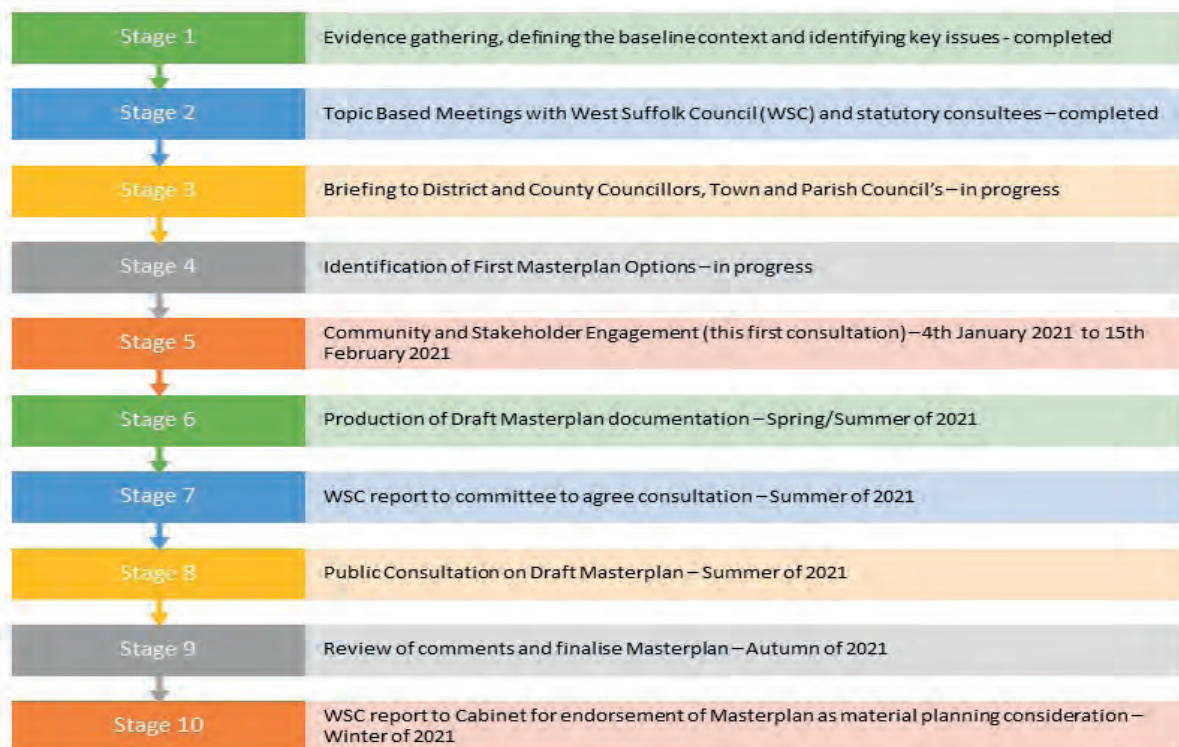 Stage 1
Evidence gathering, defining the baseline context and identifying key issues - completed
Stage 2
Topic Based Meetings with West Suffolk Council (WSC) and statutory consultees – completed
Stage 3
Briefing to District and County Councillors, Town and Parish Council's – in progress
Stage 4
Identification of First Masterplan Options – in progress
Stage 5
Community and Stakeholder Engagement (this first consultation) – 4th January 2021 to 15th
February 2021
Stage 6
Production of Draft Masterplan documentation – Spring/Summer of 2021
Stage 7
WSC report to committee to agree consultation – Summer of 2021
Stage 8
Public Consultation on Draft Masterplan – Summer of 2021
Stage 9
Review of comments and finalise Masterplan – Autumn of 2021
Stage 10
WSC report to Cabinet for endorsement of Masterplan as material planning consideration –
Winter of 2021